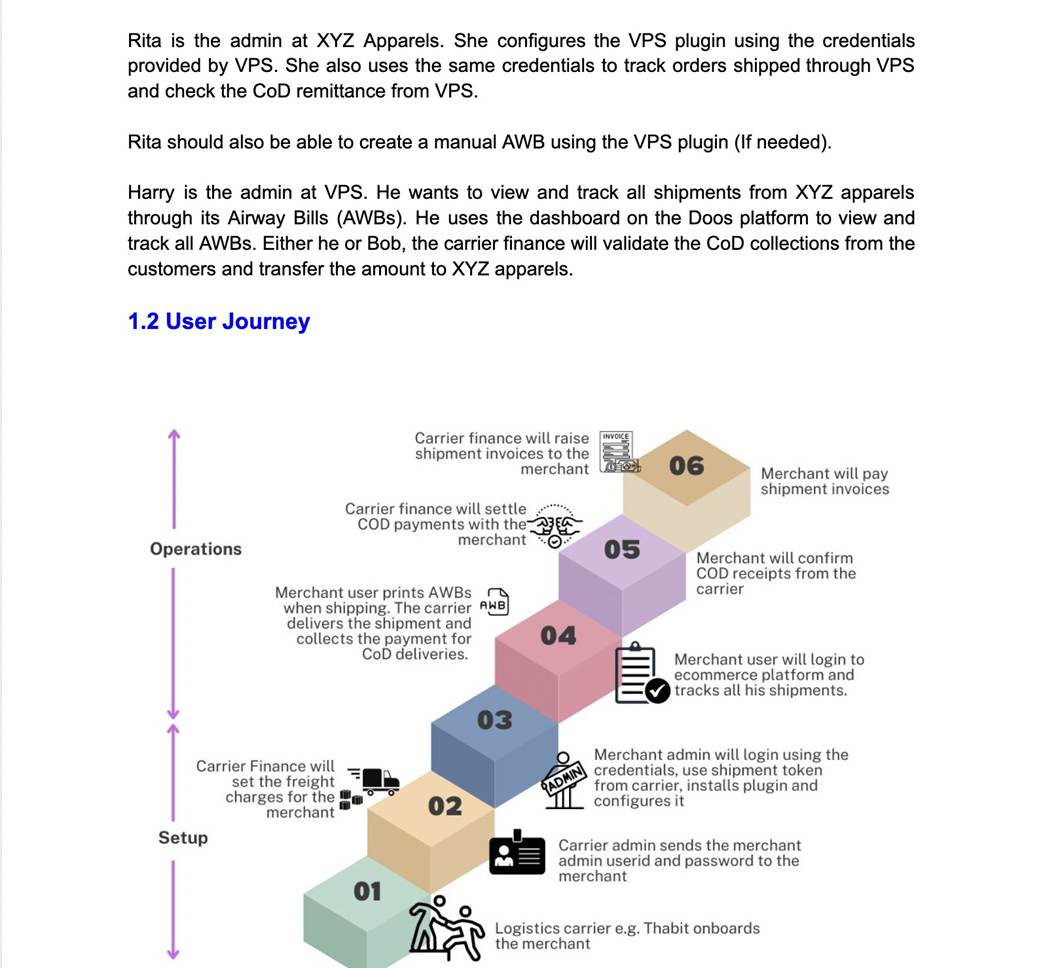 Rita is the admin at XYZ Apparels. She configures the VPS plugin using the credentials
provided by VPS. She also uses the same credentials to track orders shipped through VPS
and check the CoD remittance from VPS.
Rita should also be able to create a manual AWB using the VPS plugin (If needed).
Harry is the admin at VPS. He wants to view and track all shipments from XYZ apparels
through its Airway Bills (AWBs). He uses the dashboard on the Doos platform to view and
track all AWBs. Either he or Bob, the carrier finance will validate the CoD collections from the
customers and transfer the amount to XYZ apparels.
1.2 User Journey
Carrier finance will raise
shipment invoices to the
merchant
INVOICE
06
Merchant will pay
shipment invoices
Carrier finance will settle
COD payments with the
merchant
Operations
05
Merchant will confirm
COD receipts from the
carrier
Merchant user prints AWBs
when shipping. The carrier
delivers the shipment and
collects the payment for
CoD deliveries.
AWB
04
Merchant user will login to
ecommerce platform and
tracks all his shipments.
03
Carrier Finance will
set the freight
charges for the
merchant
Merchant admin will login using the
credentials, use shipment token
from carrier, installs plugin and
configures it
ADMIN
02
Setup
Carrier admin sends the merchant
admin userid and password to the
merchant
01
Logistics carrier e.g. Thabit onboards
the merchant